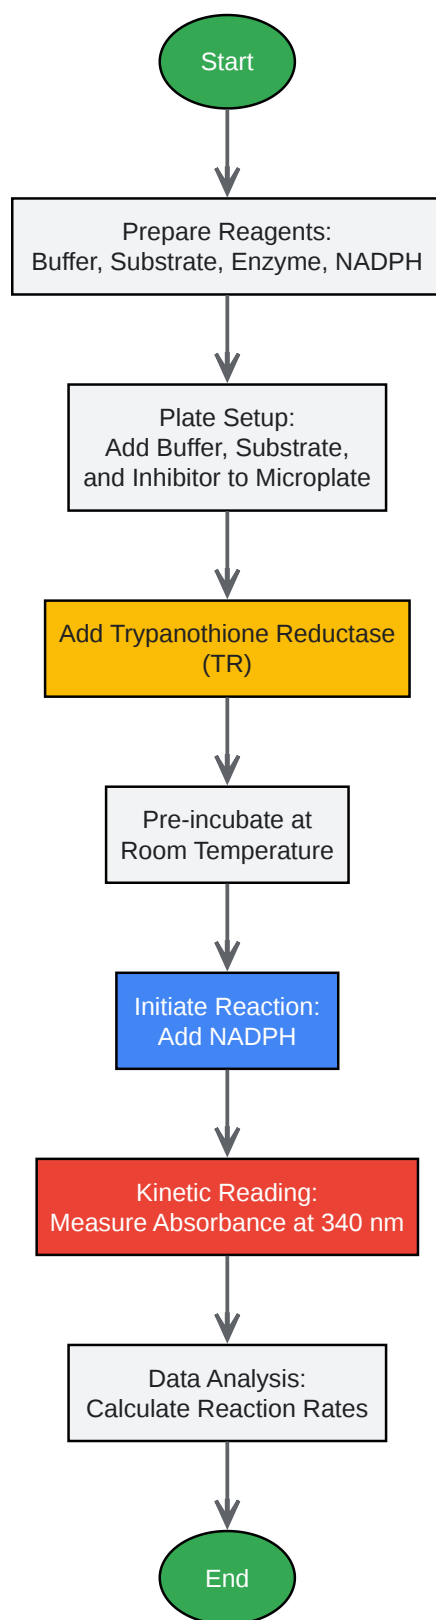 Start
Prepare Reagents:
Buffer, Substrate, Enzyme, NADPH
Plate Setup:
Add Buffer, Substrate,
and Inhibitor to Microplate
Add Trypanothione Reductase
(TR)
Pre-incubate at
Room Temperature
Initiate Reaction:
Add NADPH
Kinetic Reading:
Measure Absorbance at 340 nm
Data Analysis:
Calculate Reaction Rates
End